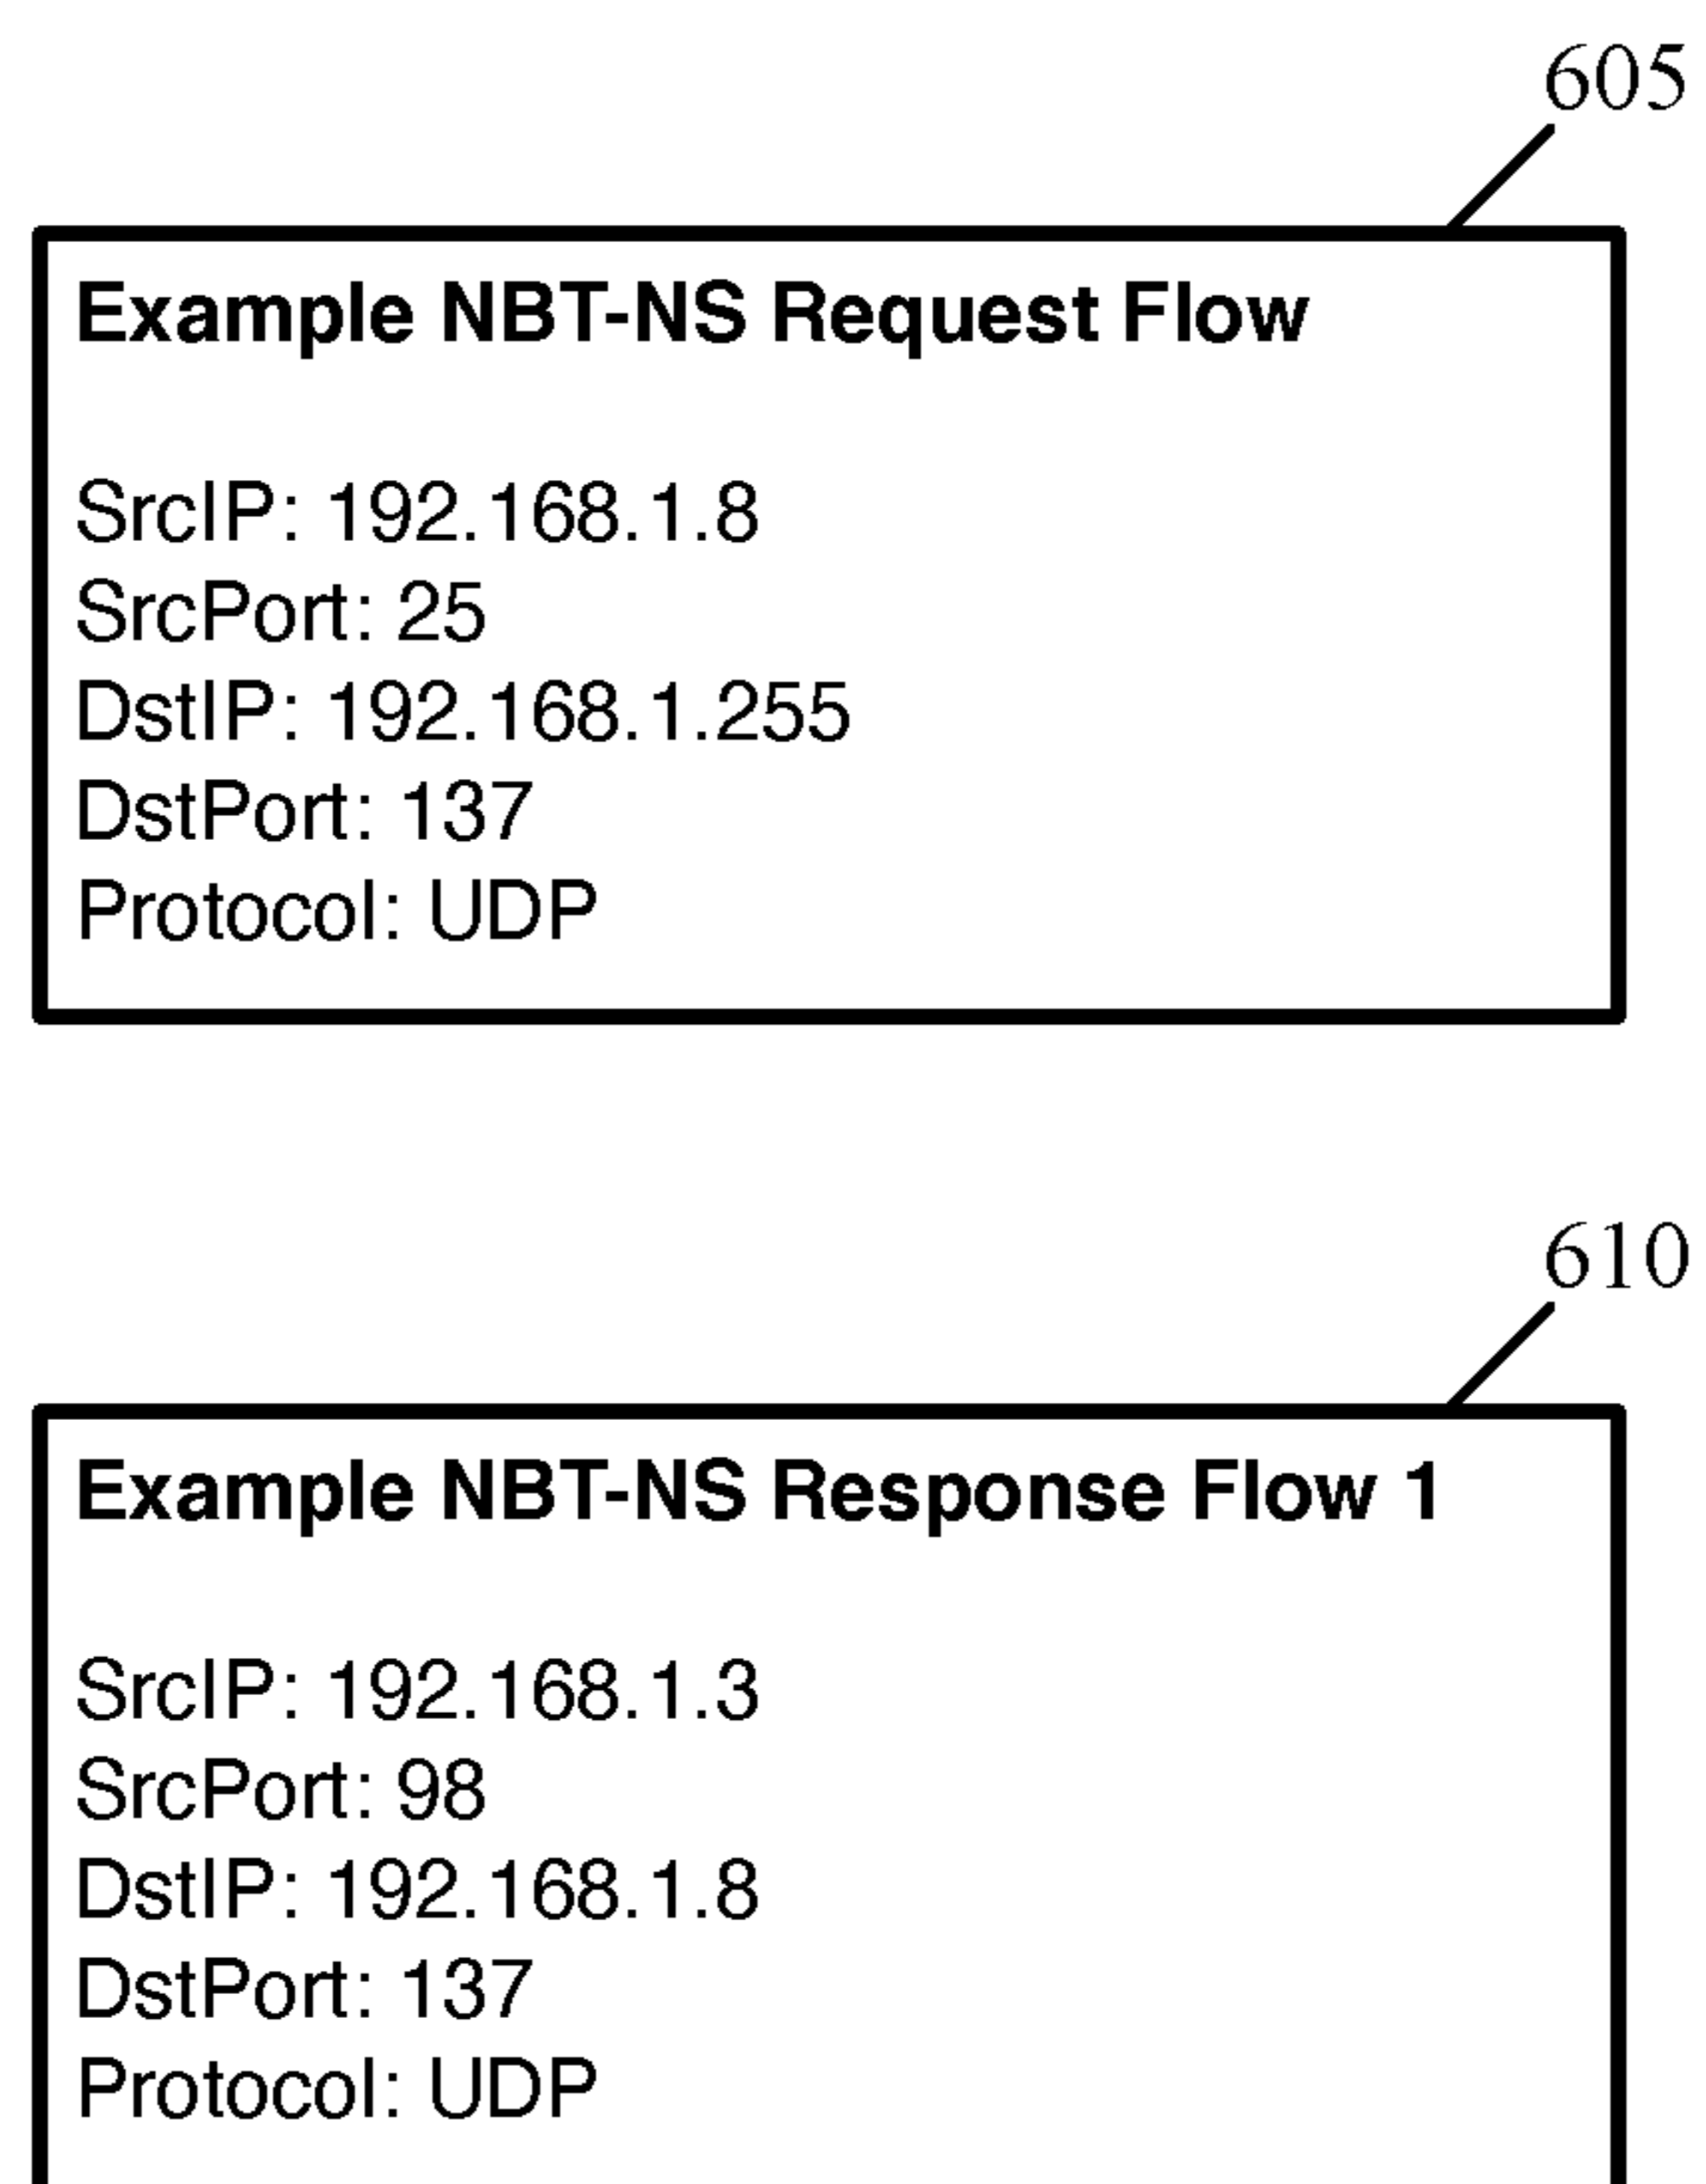 605
Example NBT-NS Request Flow
SrcIP: 192.168.1.8
SrcPort: 25
DstIP: 192.168.1.255
DstPort: 137
Protocol: UDP
610
Example NBT-NS Response Flow 1
SrcIP: 192.168.1.3
SrcPort: 98
DstIP: 192.168.1.8
DstPort: 137
Protocol: UDP